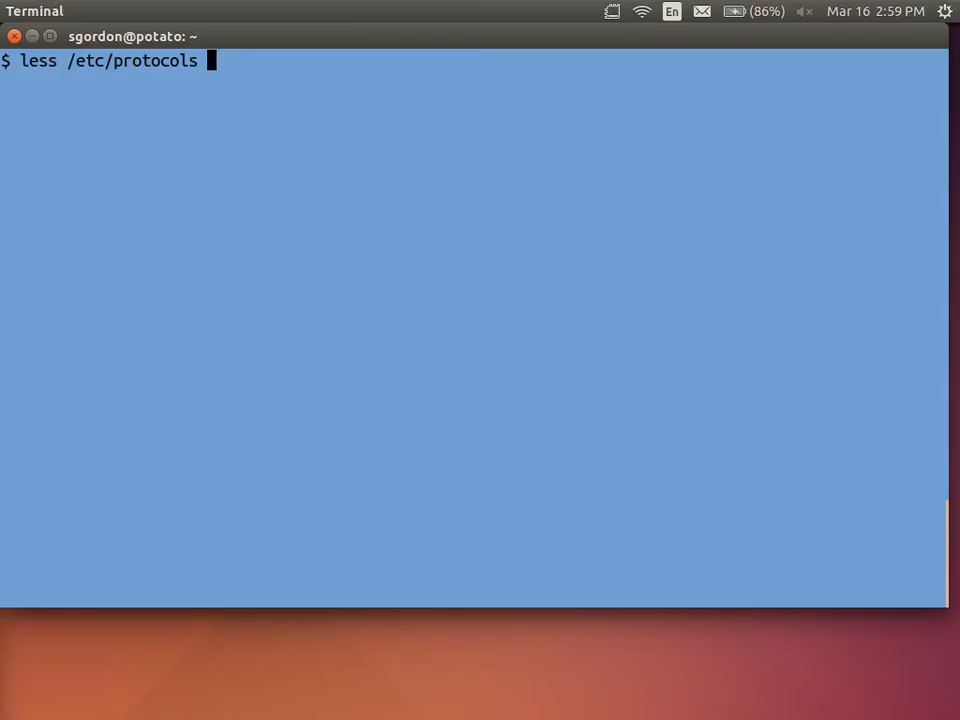 Terminal
En
(86%)
Mar 16 2:59 PM
sgordon@potato: ~
$ less /etc/protocols